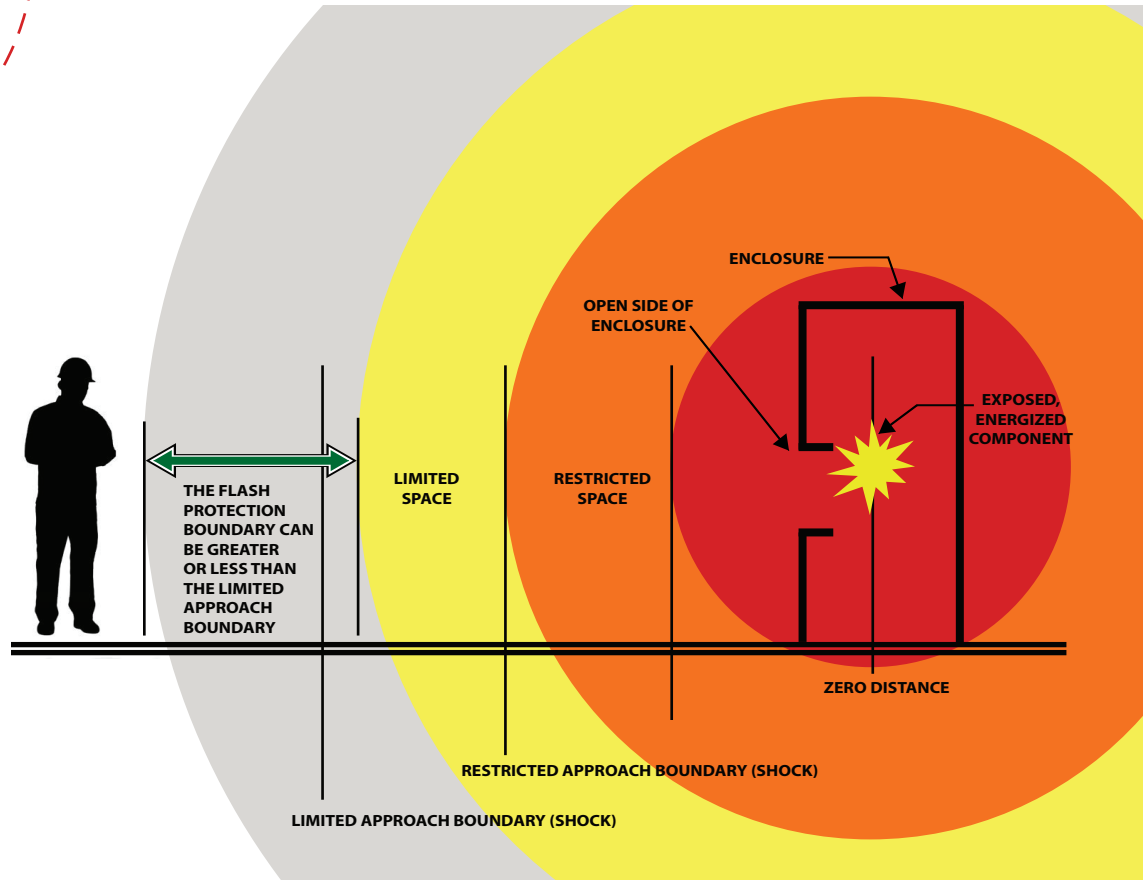 ENCLOSURE
OPEN SIDE OF
ENCLOSURE
EXPOSED,
ENERGIZED
COMPONENT
LIMITED
SPACE
RESTRICTED
SPACE
THE FLASH
PROTECTION
BOUNDARY CAN
BE GREATER
OR LESS THAN
THE LIMITED
APPROACH
BOUNDARY
ZERO DISTANCE
RESTRICTED APPROACH BOUNDARY (SHOCK)
LIMITED APPROACH BOUNDARY (SHOCK)